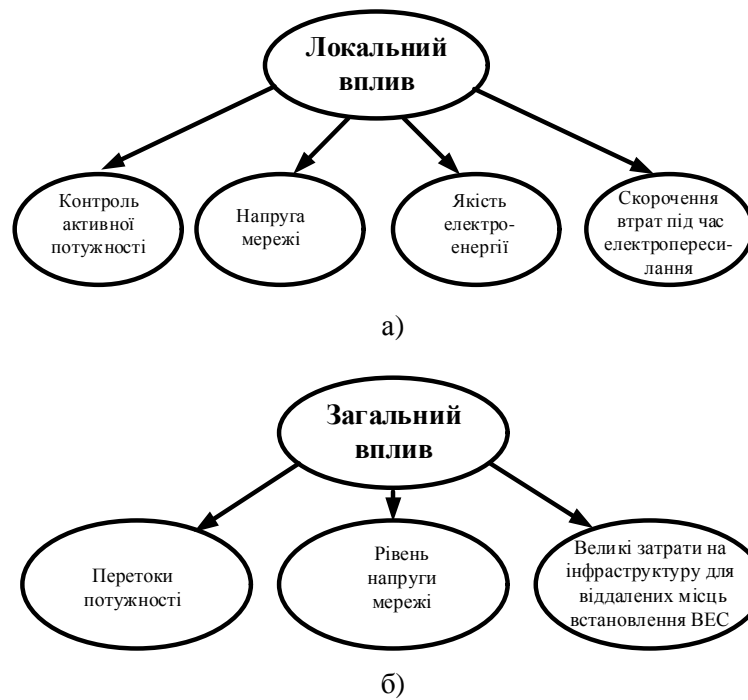 Локальний
вплив
Контроль
активної
потужності
Напруга
мережі
Якість
електро-
енергії
Скорочення
втрат під час
електропереси-
лання
а)
Загальний
вплив
Перетоки
потужності
Рівень
напруги
мережі
Великі затрати на
інфраструктуру для
віддалених місць
встановлення ВЕС
б)